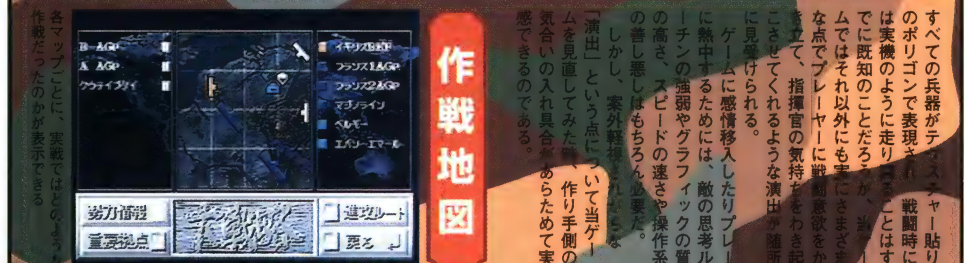 すべての兵器がテクスチャー貼り
のポリゴンで表現され、戦闘時に
は実機のように走り回ることはす
でに既知のことだろうが、当ゲー
ムではそれ以外にも実にさまざま
な点でプレーヤーに戦闘意欲をか
き立て、指揮官の気持ちをわき起
こさせてくれるような演出が随所
に見受けられる。
ゲームに感情移入したりプレー
に熱中するためには、敵の思考ル
ーチンの強弱やグラフィックの質
の高さ、スピードの速さや操作系
の善し悪しはもちろん必要だ。
しかし、案外軽視されがちな
「演出」という点について当ゲー
ムを見直してみた時、作り手側の
気合いの入れ具合があらためて実
感できるのである。
作戦地図
B AGP
A AGP
クライスゲイ
イギリスBEF
フランス1AGP
フランス2AGP
マジノライン
ベルギー
エバンエマール
勢力情報
重要拠点
進攻ルート
戻る
各マップごとに、実戦ではどのような
作戦だったのかが表示できる